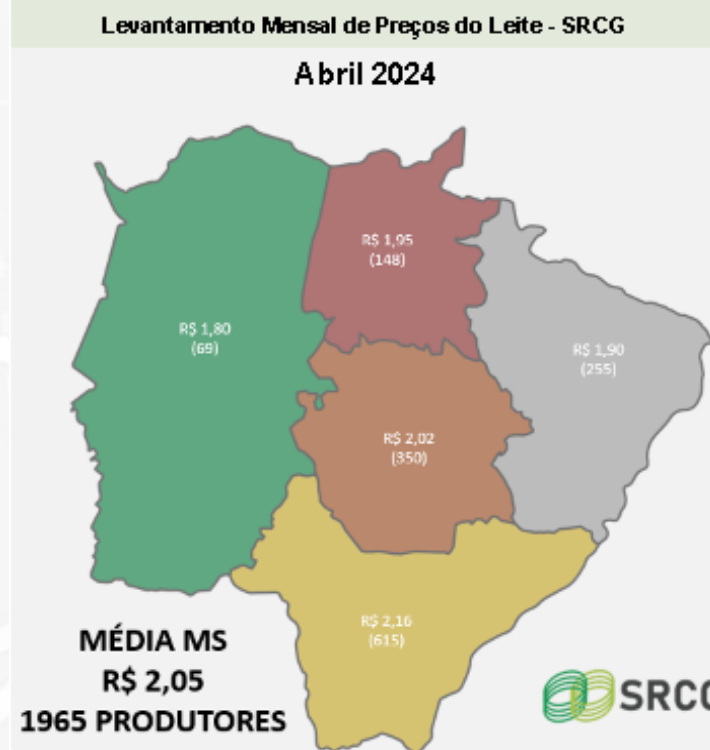 Levantamento Mensal de Preços do Leite - SRCG
Abril 2024
R$ 1,95
(148)
R$ 1,80
(69)
R$ 1,90
(255)
R$ 2,02
(350)
R$ 2,16
(615)
MÉDIA MS
R$ 2,05
1965 PRODUTORES
SRCG